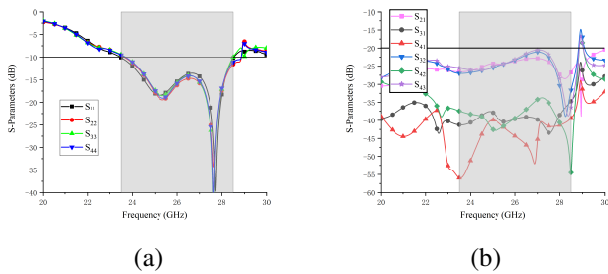 0
-5
-10
-15
-20
-25
-30
-35
-40
S-Parameters (dB)
S₁₁
S₂₂
S₃₃
S₄₄
20 22 24 26 28 30
Frequency (GHz)
(a)
-10
-15
-20
-25
-30
-35
-40
-45
-50
-55
-60
S-Parameters (dB)
S₂₁
S₃₁
S₄₁
S₃₂
S₄₂
S₄₃
20 22 24 26 28 30
Frequency (GHz)
(b)